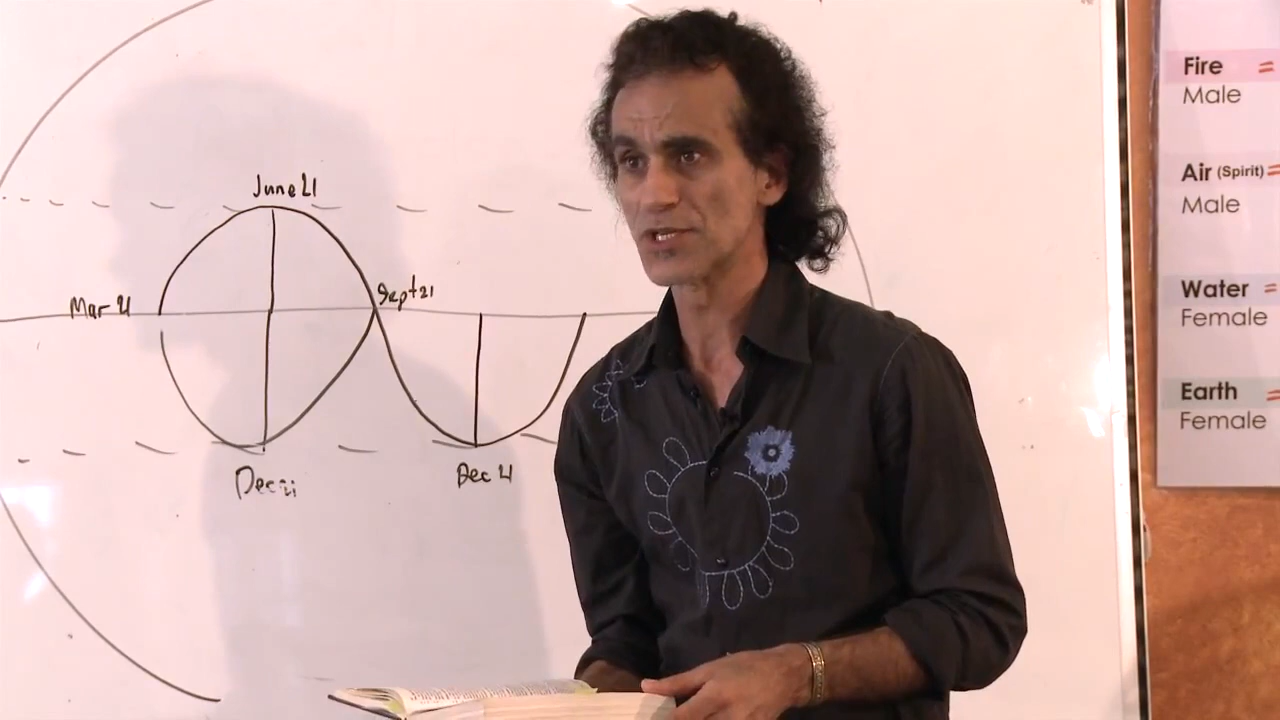 June 21
Mar 21
Sept 21
Dec 21
Dec 21
Fire =
Male
Air (Spirit) =
Male
Water =
Female
Earth =
Female